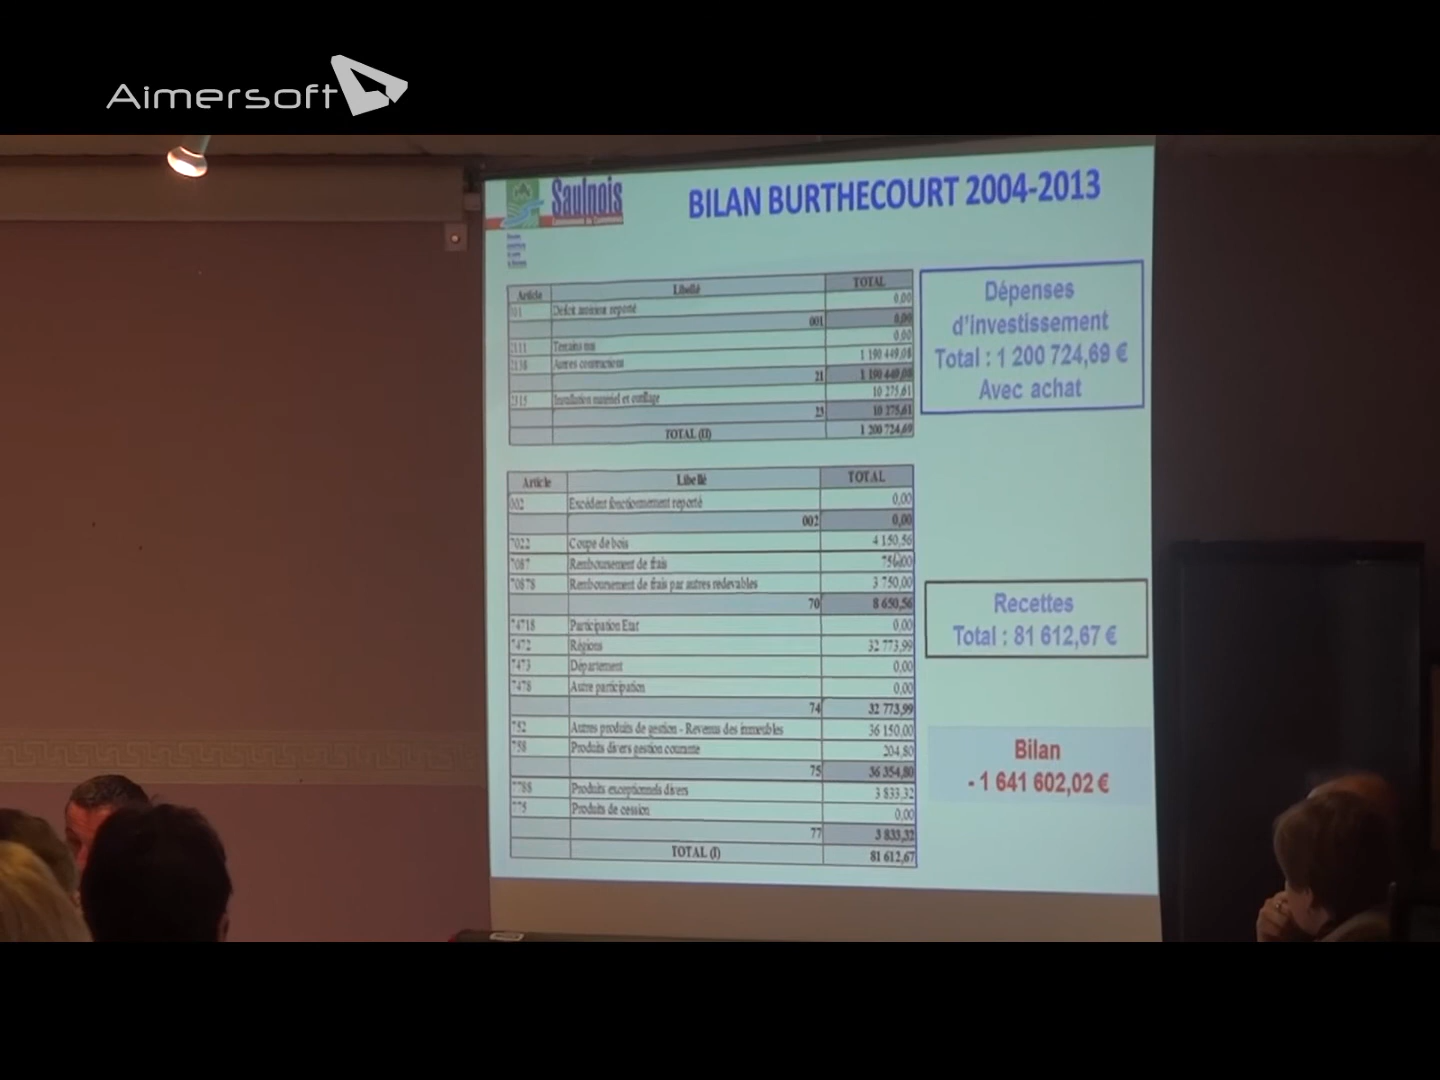 Aimersoft
Saulnois
BILAN BURTHECOURT 2004-2013
Article Libellé TOTAL
001 Déficit antérieur reporté 0,00
001 0,00
2111 Terrains nus 0,00
2138 Autres constructions 1 190 449,08
21 1 190 449,08
2315 Installation matériel et outillage 10 275,61
23 10 275,61
TOTAL (II) 1 200 724,69
Dépenses
d'investissement
Total : 1 200 724,69 €
Avec achat
Article Libellé TOTAL
002 Excédent fonctionnement reporté 0,00
002 0,00
7022 Coupe de bois 4 150,56
7087 Remboursement de frais 750,00
70878 Remboursement de frais par autres redevables 3 750,00
70 8 650,56
74718 Participation Etat 0,00
7472 Régions 32 773,99
7473 Département 0,00
7478 Autre participation 0,00
74 32 773,99
752 Autres produits de gestion - Revenus des immeubles 36 150,00
758 Produits divers gestion courante 204,80
75 36 354,80
7788 Produits exceptionnels divers 3 833,32
775 Produits de cession 0,00
77 3 833,32
TOTAL (I) 81 612,67
Recettes
Total : 81 612,67 €
Bilan
- 1 641 602,02 €